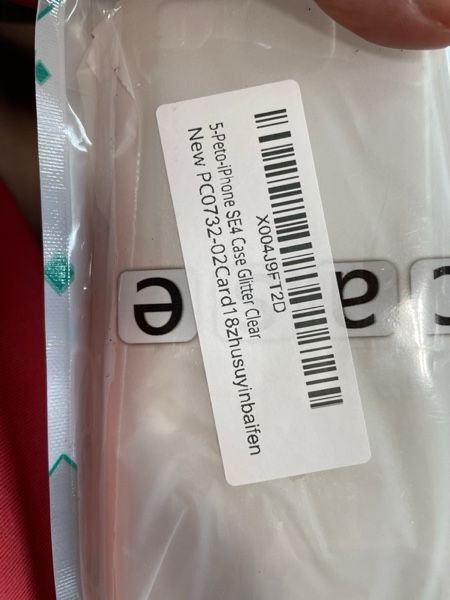 X004J9FT2D
5-Peto-iPhone SE4 Case Glitter Clear
New PC0732-02Card18zhusuyinbaifen
e
a